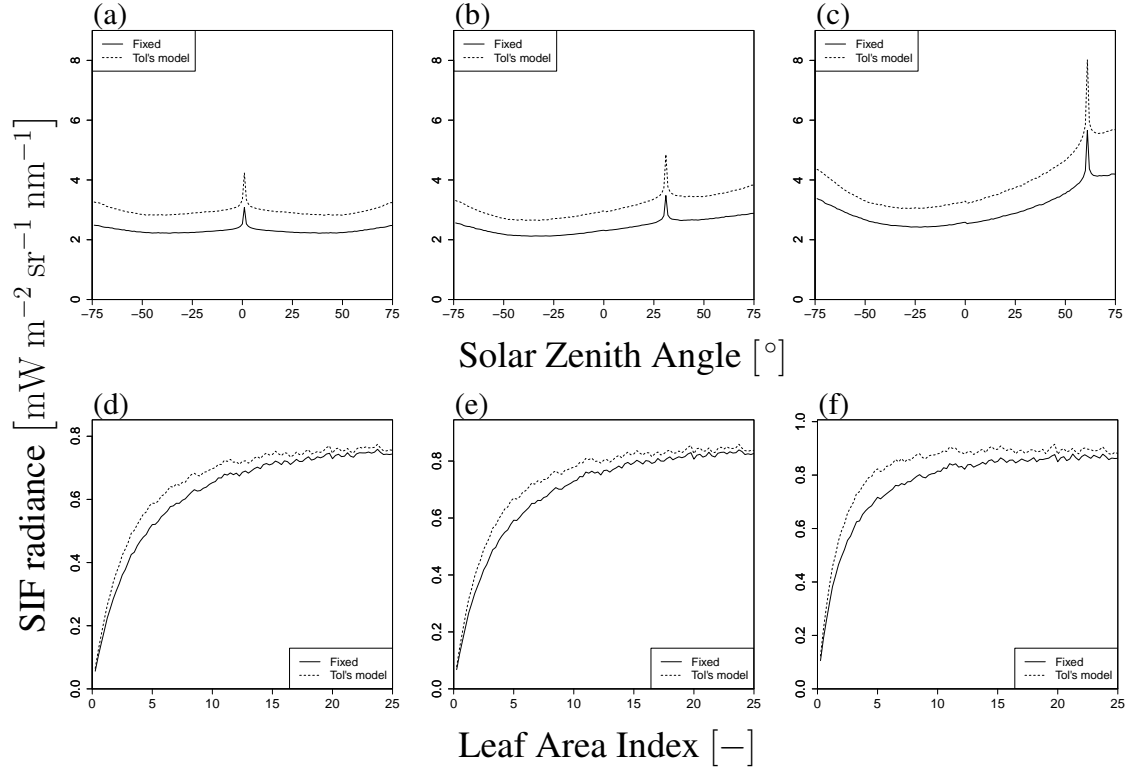 (a)
(b)
(c)
Fixed
Tol's model
Fixed
Tol's model
Fixed
Tol's model
0 2 4 6 8
0 2 4 6 8
0 2 4 6 8
−75 −50 −25 0 25 50 75
−75 −50 −25 0 25 50 75
−75 −50 −25 0 25 50 75
Solar Zenith Angle [°]
SIF radiance [mW m−2 sr−1 nm−1]
(d)
(e)
(f)
0.0 0.2 0.4 0.6 0.8
0.0 0.2 0.4 0.6 0.8
0.0 0.2 0.4 0.6 0.8 1.0
Fixed
Tol's model
Fixed
Tol's model
Fixed
Tol's model
0 5 10 15 20 25
0 5 10 15 20 25
0 5 10 15 20 25
Leaf Area Index [−]